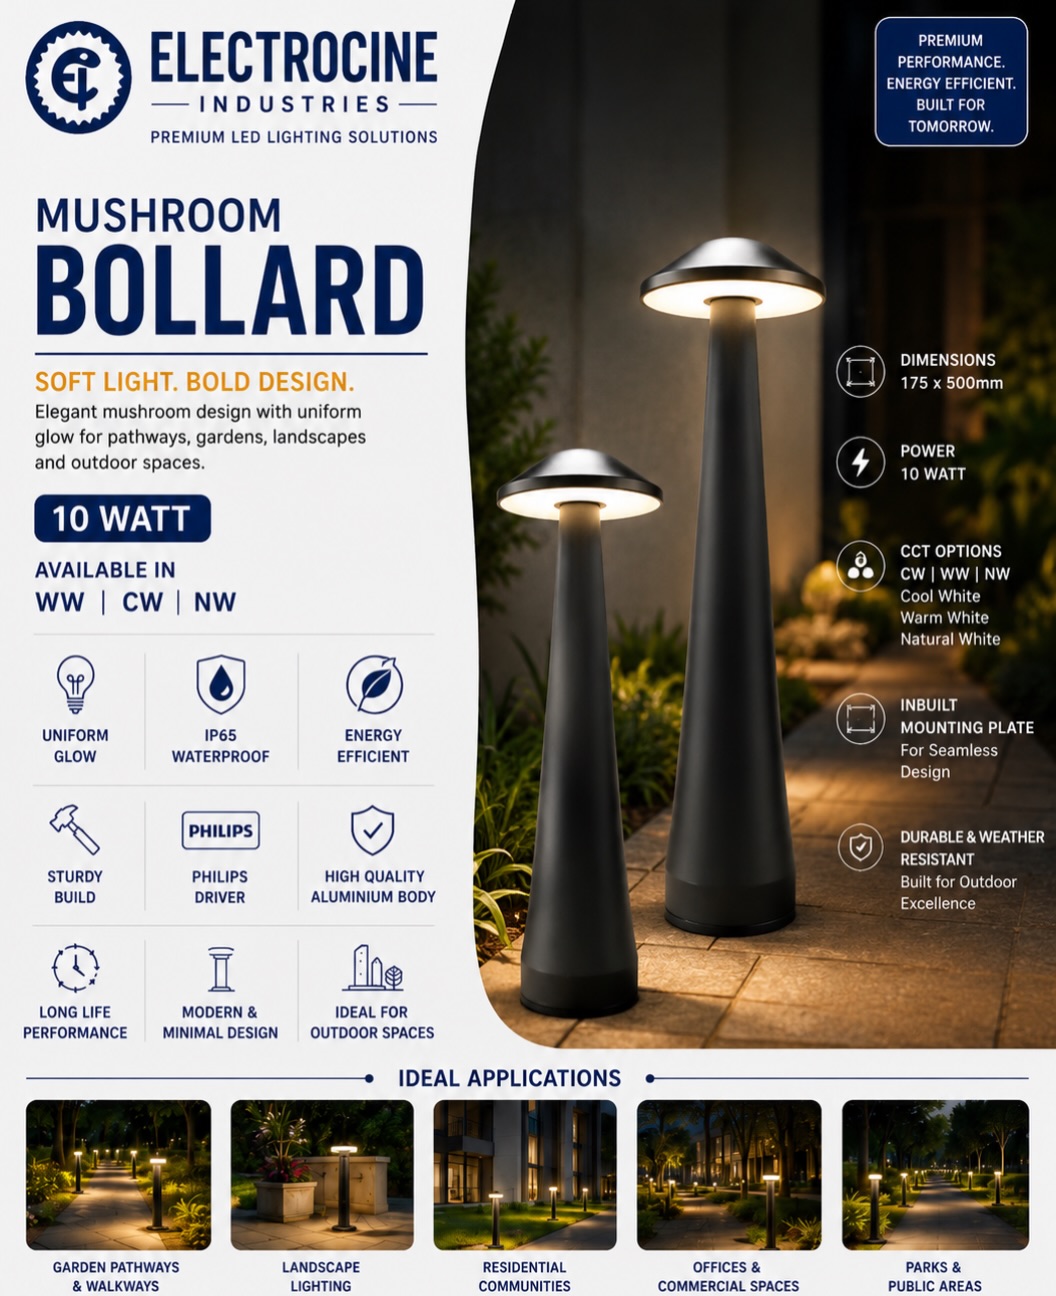 ELECTROCINE
INDUSTRIES
PREMIUM LED LIGHTING SOLUTIONS
PREMIUM
PERFORMANCE.
ENERGY EFFICIENT.
BUILT FOR
TOMORROW.
MUSHROOM
BOLLARD
SOFT LIGHT. BOLD DESIGN.
Elegant mushroom design with uniform
glow for pathways, gardens, landscapes
and outdoor spaces.
10 WATT
AVAILABLE IN
WW | CW | NW
UNIFORM
GLOW
IP65
WATERPROOF
ENERGY
EFFICIENT
STURDY
BUILD
PHILIPS
PHILIPS
DRIVER
HIGH QUALITY
ALUMINIUM BODY
LONG LIFE
PERFORMANCE
MODERN &
MINIMAL DESIGN
IDEAL FOR
OUTDOOR SPACES
DIMENSIONS
175 x 500mm
POWER
10 WATT
CCT OPTIONS
CW | WW | NW
Cool White
Warm White
Natural White
INBUILT
MOUNTING PLATE
For Seamless
Design
DURABLE & WEATHER
RESISTANT
Built for Outdoor
Excellence
IDEAL APPLICATIONS
GARDEN PATHWAYS
& WALKWAYS
LANDSCAPE
LIGHTING
RESIDENTIAL
COMMUNITIES
OFFICES &
COMMERCIAL SPACES
PARKS &
PUBLIC AREAS